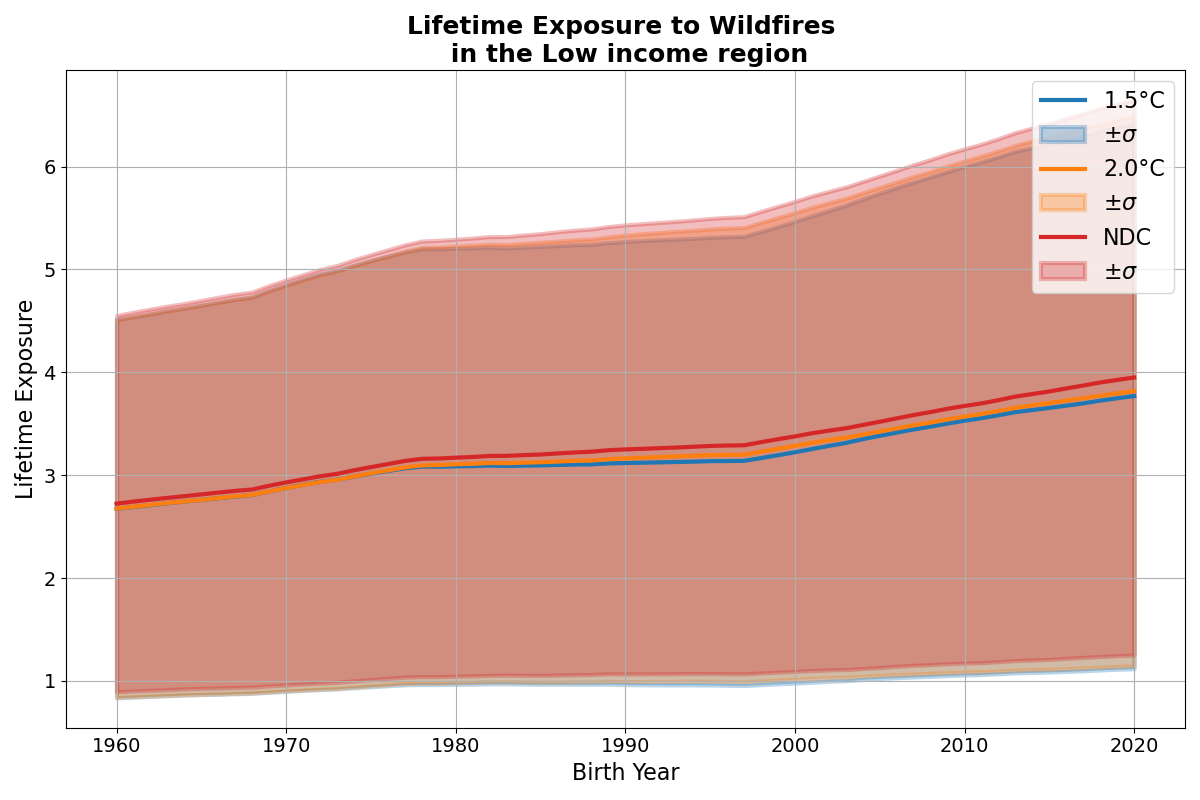 Lifetime Exposure to Wildfires
in the Low income region
Lifetime Exposure
6
5
4
3
2
1
1.5°C
±σ
2.0°C
±σ
NDC
±σ
1960 1970 1980 1990 2000 2010 2020
Birth Year